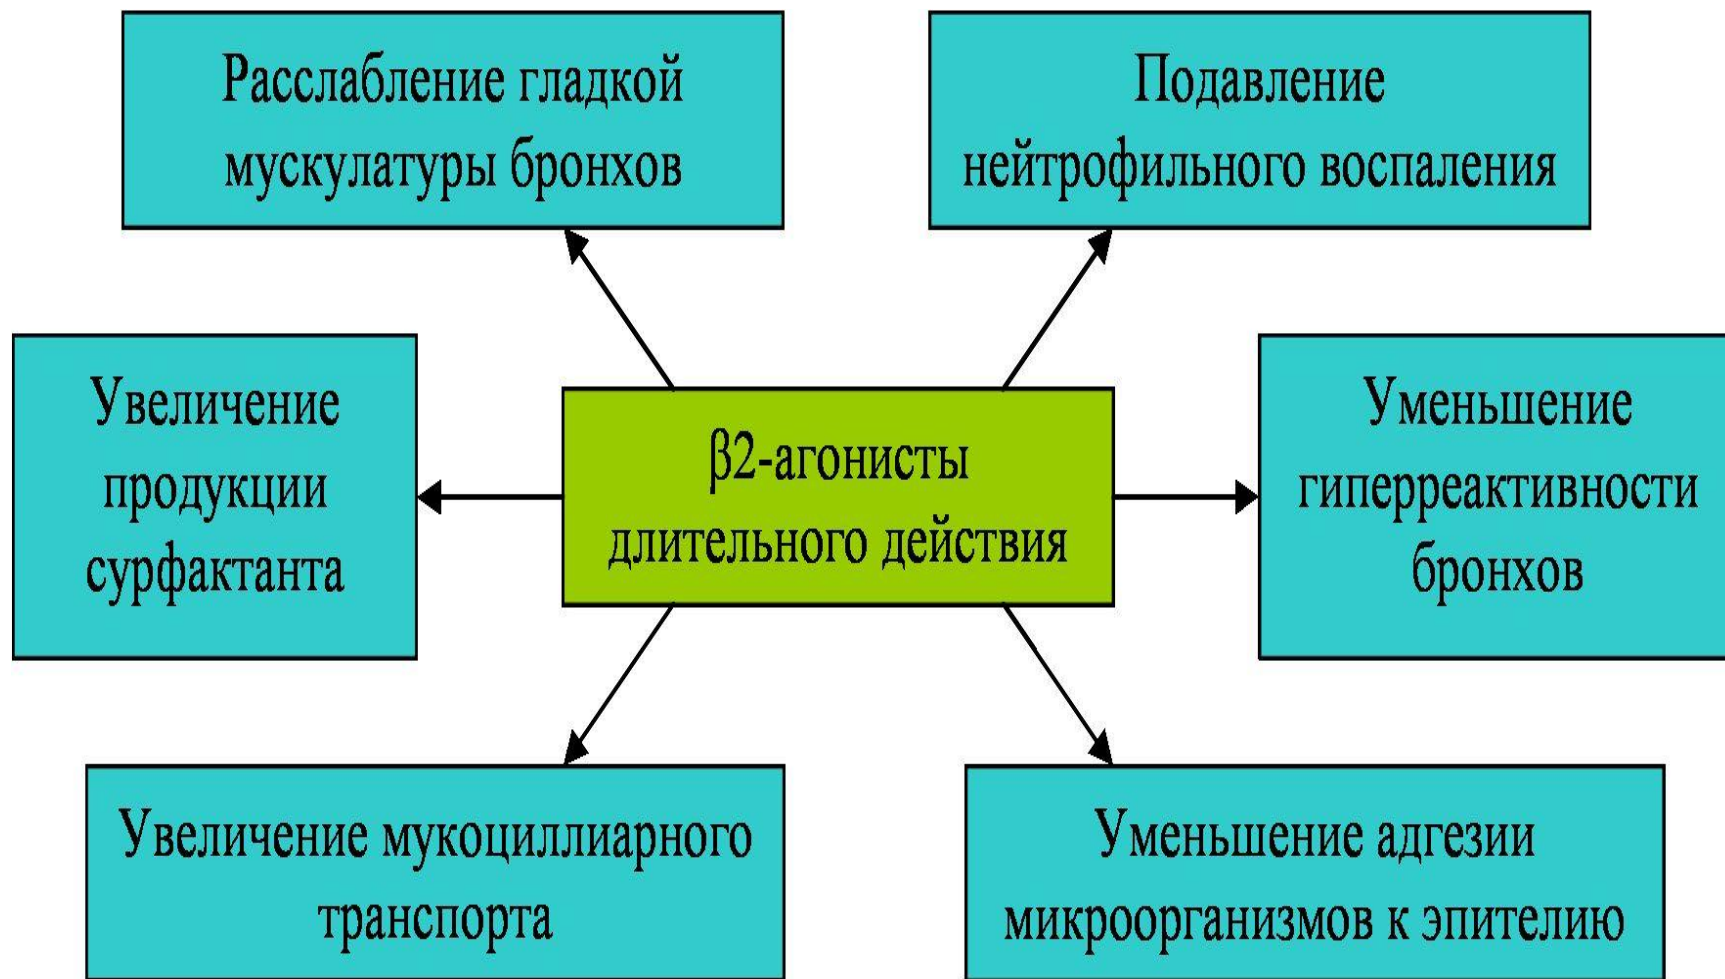 Расслабление гладкой
мускулатуры бронхов
Подавление
нейтрофильного воспаления
Увеличение
продукции
сурфактанта
β2-агонисты
длительного действия
Уменьшение
гиперреактивности
бронхов
Увеличение мукоциллиарного
транспорта
Уменьшение адгезии
микроорганизмов к эпителию